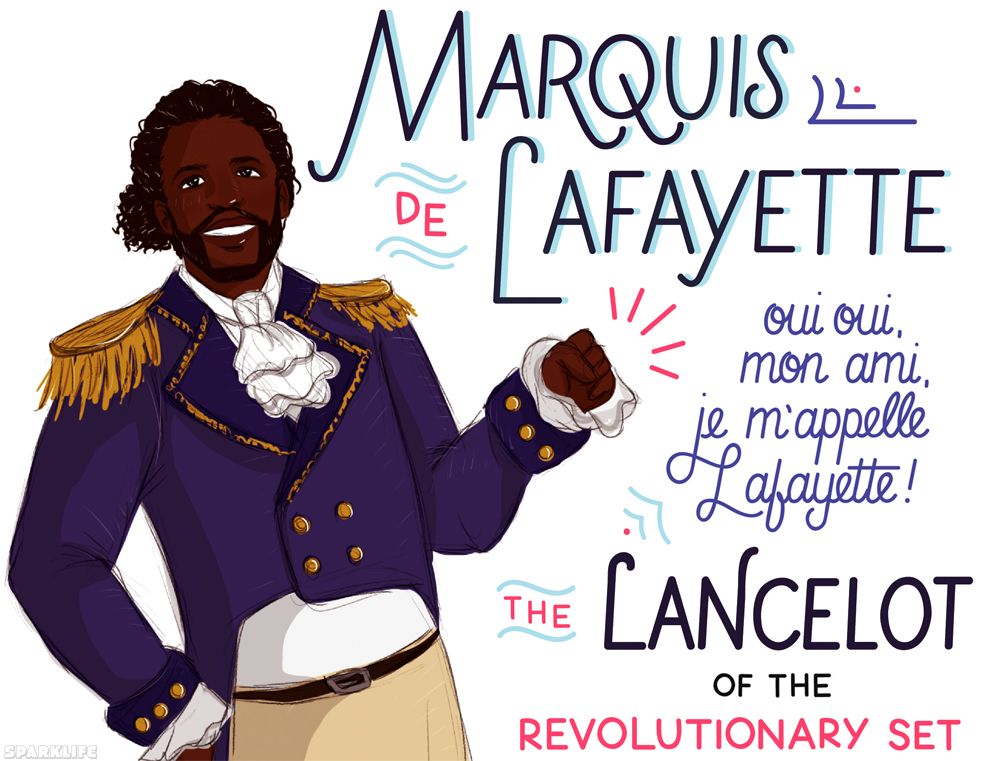 MARQUIS
DE LAFAYETTE
oui oui,
mon ami,
je m'appelle
Lafayette!
THE LANCELOT
OF THE
REVOLUTIONARY SET
SPARKLIFE